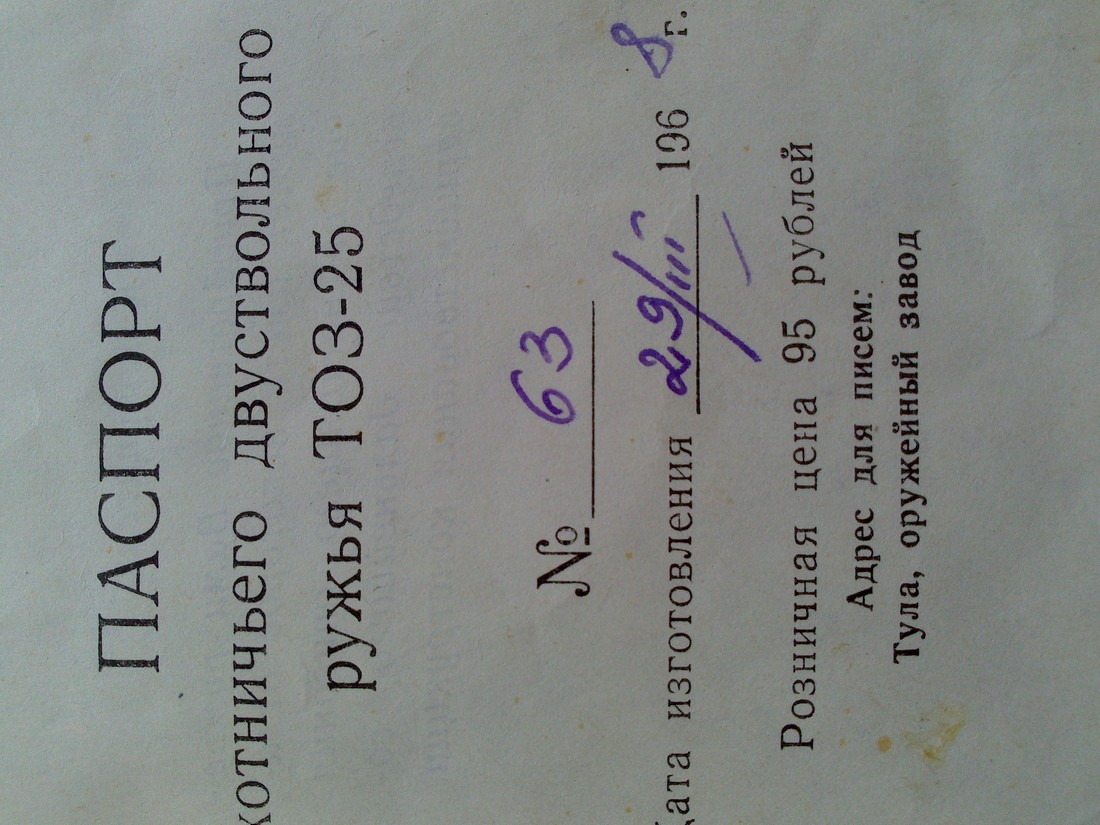 ПАСПОРТ
хотничьего двуствольного
ружья ТОЗ-25
№ 63
Дата изготовления 29/III 1968 г.
Розничная цена 95 рублей
Адрес для писем:
Тула, оружейный завод